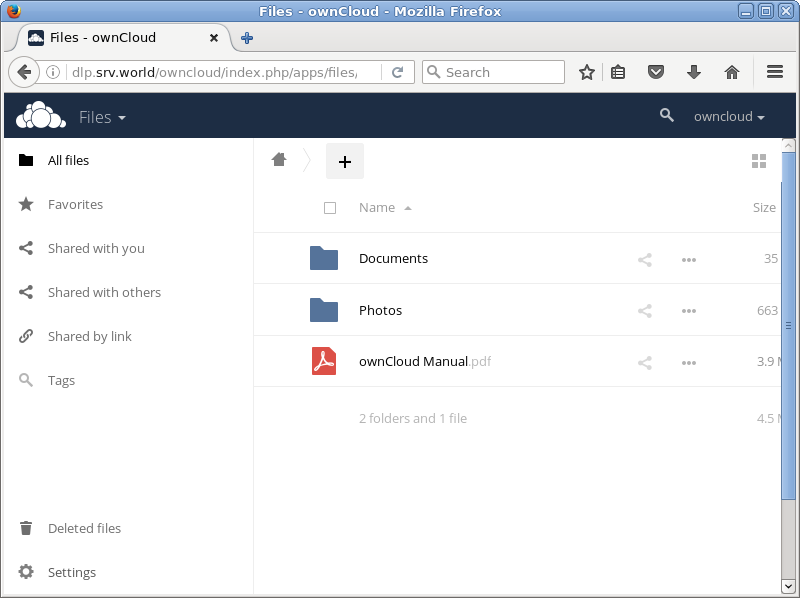 Files - ownCloud - Mozilla Firefox
Files - ownCloud
dlp.srv.world/owncloud/index.php/apps/files/
Search
Files
owncloud
All files
Favorites
Shared with you
Shared with others
Shared by link
Tags
Deleted files
Settings
Name Size
Documents 35
Photos 663
ownCloud Manual.pdf 3.9
2 folders and 1 file 4.5